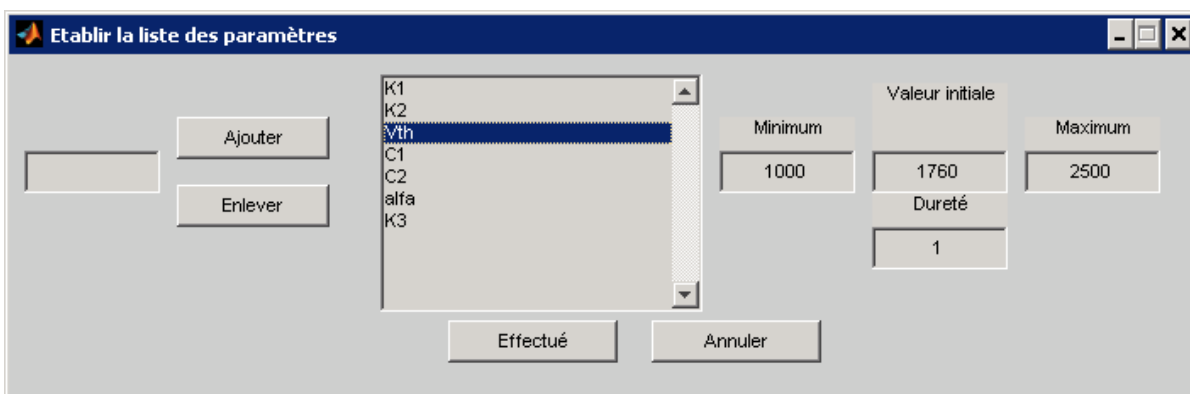 Etablir la liste des paramètres
Ajouter
Enlever
K1
K2
Vth
C1
C2
alfa
K3
Minimum
1000
Valeur initiale
1760
Dureté
1
Maximum
2500
Effectué
Annuler